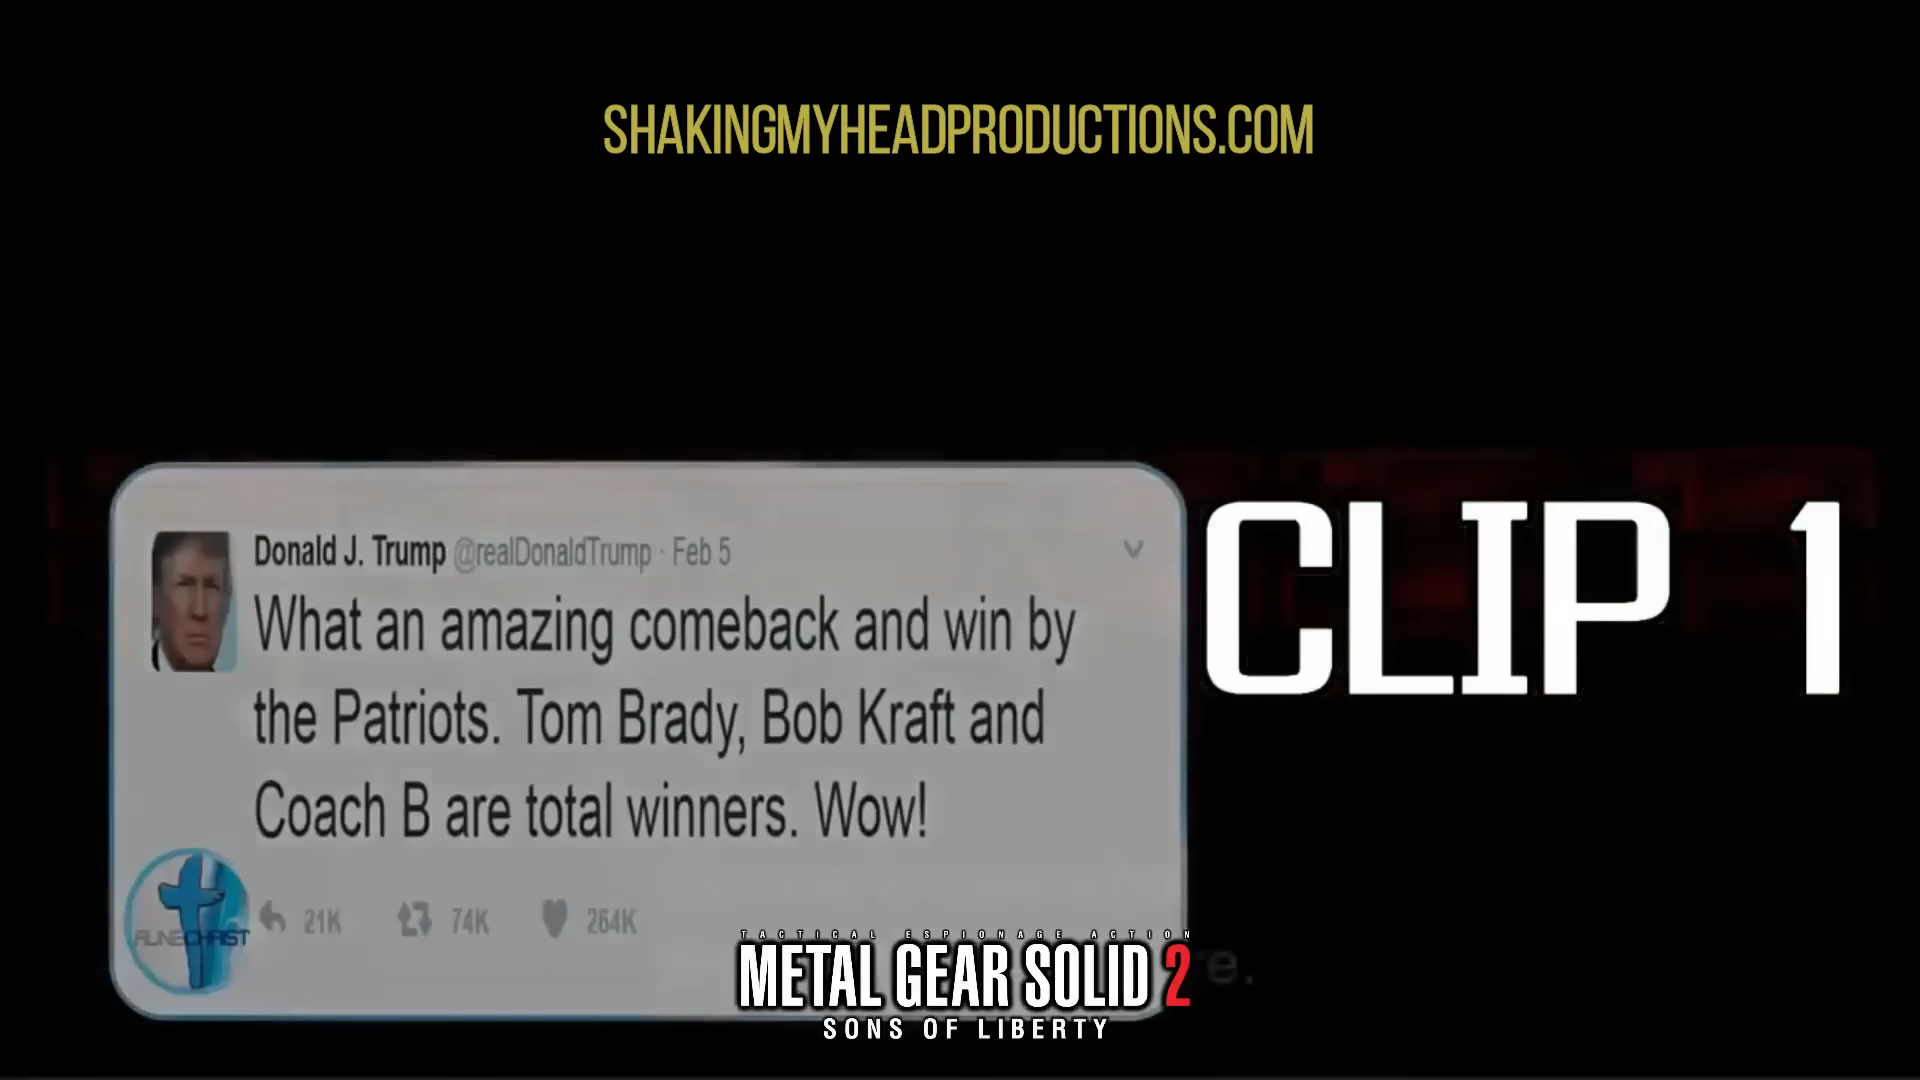 SHAKINGMYHEADPRODUCTIONS.COM
CLIP 1
Donald J. Trump @realDonaldTrump · Feb 5
What an amazing comeback and win by
the Patriots. Tom Brady, Bob Kraft and
Coach B are total winners. Wow!
21K 74K 264K
TACTICAL ESPIONAGE ACTION
METAL GEAR SOLID 2
SONS OF LIBERTY